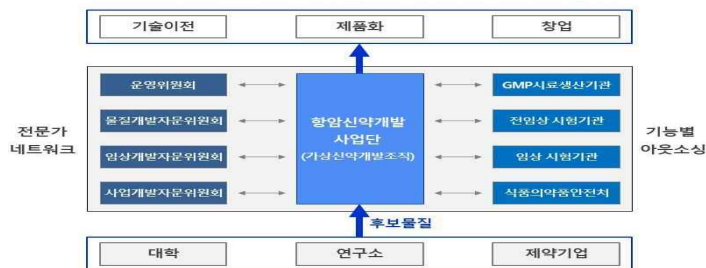 기술이전 제품화 창업
운영위원회 GMP시료생산기관
물질개발자문위원회 전임상 시험기관
임상개발자문위원회 임상 시험기관
사업개발자문위원회 식품의약품안전처
전문가
네트워크
항암신약개발
사업단
(가상신약개발조직)
기능별
아웃소싱
후보물질
대학 연구소 제약기업